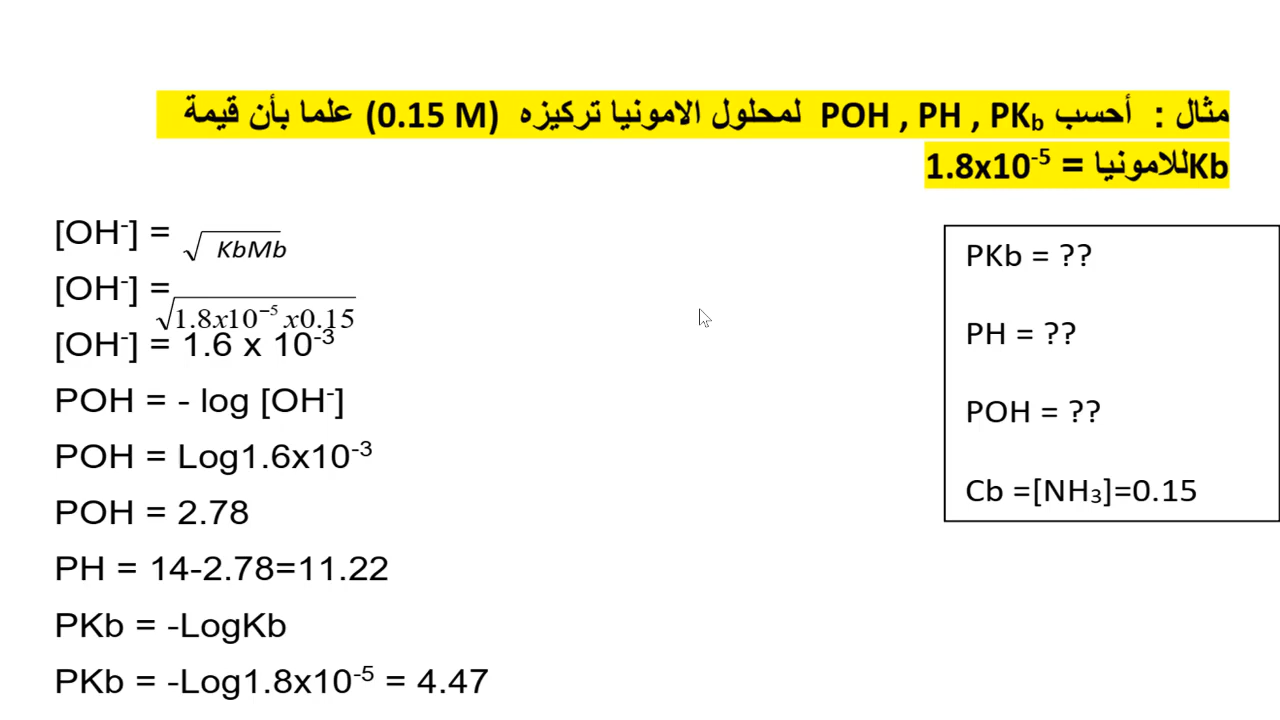 مثال : أحسب POH , PH , PKb لمحلول الامونيا تركيزه (0.15 M) علما بأن قيمة
Kbللامونيا = 1.8x10⁻⁵
[OH⁻] = √KbMb
[OH⁻] =
√1.8x10⁻⁵ x0.15
[OH⁻] = 1.6 x 10⁻³
POH = - log [OH⁻]
POH = Log1.6x10⁻³
POH = 2.78
PH = 14-2.78=11.22
PKb = -LogKb
PKb = -Log1.8x10⁻⁵ = 4.47
PKb = ??
PH = ??
POH = ??
Cb =[NH₃]=0.15